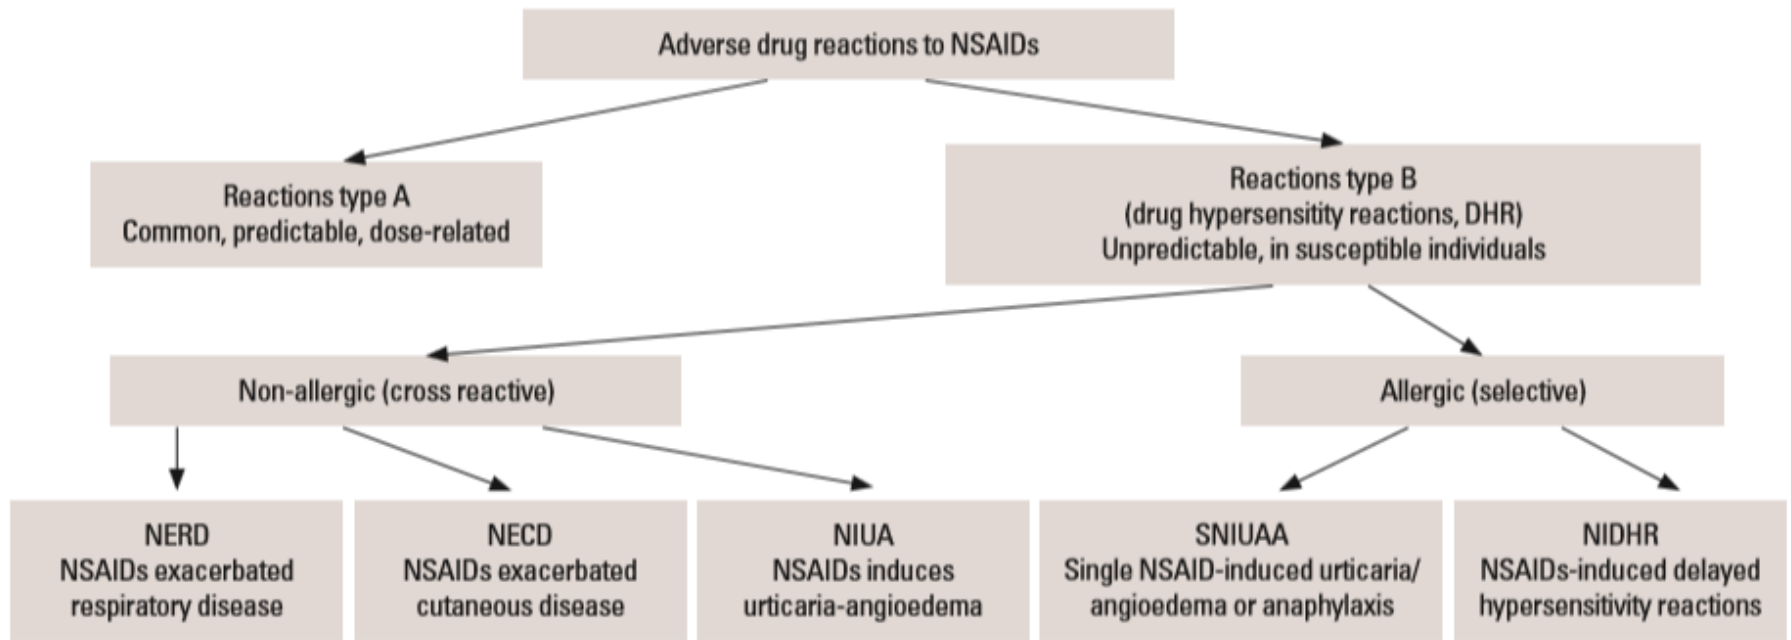 Adverse drug reactions to NSAIDs
Reactions type A
Common, predictable, dose-related
Reactions type B
(drug hypersensitity reactions, DHR)
Unpredictable, in susceptible individuals
Non-allergic (cross reactive)
Allergic (selective)
NERD
NSAIDs exacerbated
respiratory disease
NECD
NSAIDs exacerbated
cutaneous disease
NIUA
NSAIDs induces
urticaria-angioedema
SNIUAA
Single NSAID-induced urticaria/
angioedema or anaphylaxis
NIDHR
NSAIDs-induced delayed
hypersensitivity reactions